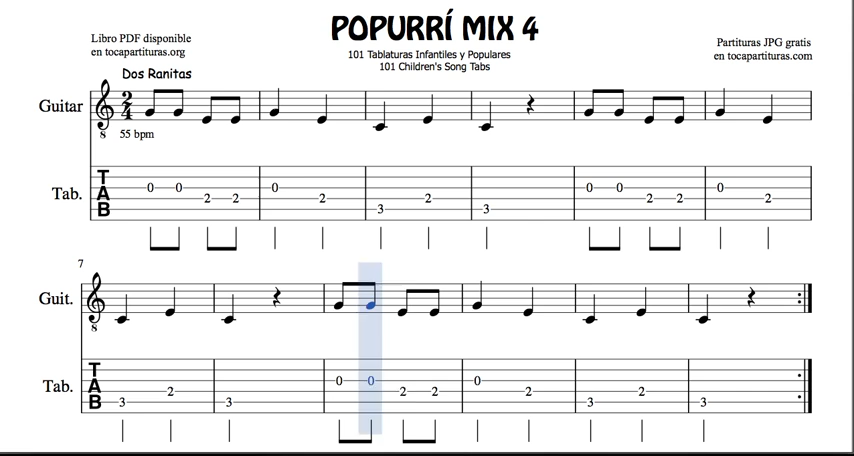 POPURRÍ MIX 4
Libro PDF disponible
en tocapartituras.org
101 Tablaturas Infantiles y Populares
101 Children's Song Tabs
Partituras JPG gratis
en tocapartituras.com
Dos Ranitas
Guitar
2
4
8
55 bpm
Tab.
T
A
B
0 0 2 2 0 2 3 2 3 0 0 2 2 0 2
7
Guit.
8
Tab.
T
A
B
3 2 3 0 0 2 2 0 2 3 2 3